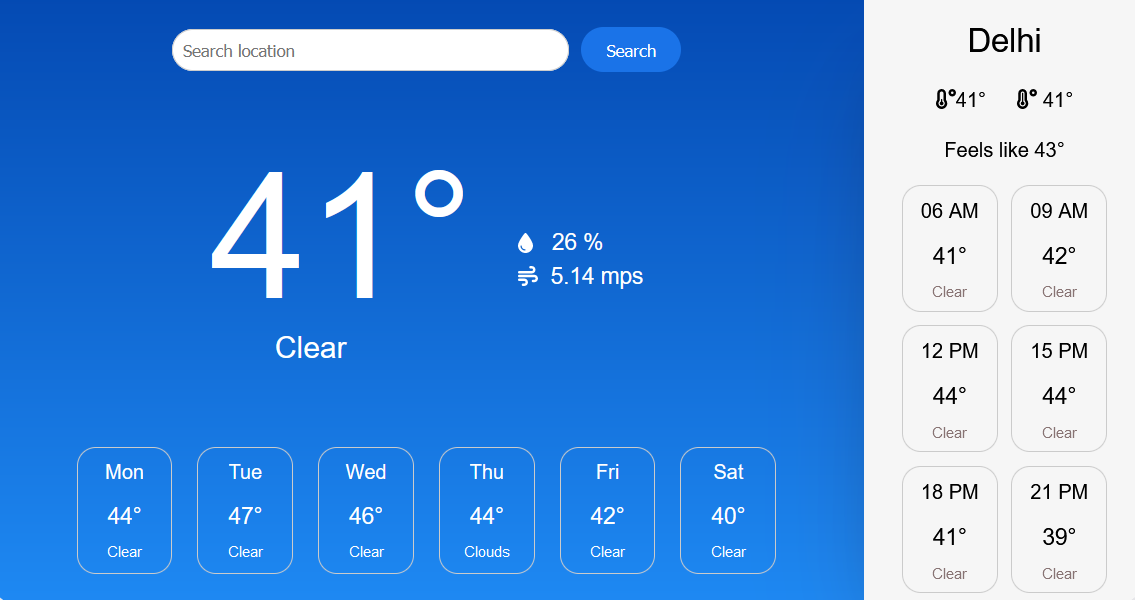 Search location
Search
41°
26 %
5.14 mps
Clear
Mon
44°
Clear
Tue
47°
Clear
Wed
46°
Clear
Thu
44°
Clouds
Fri
42°
Clear
Sat
40°
Clear
Delhi
41° 41°
Feels like 43°
06 AM
41°
Clear
09 AM
42°
Clear
12 PM
44°
Clear
15 PM
44°
Clear
18 PM
41°
Clear
21 PM
39°
Clear